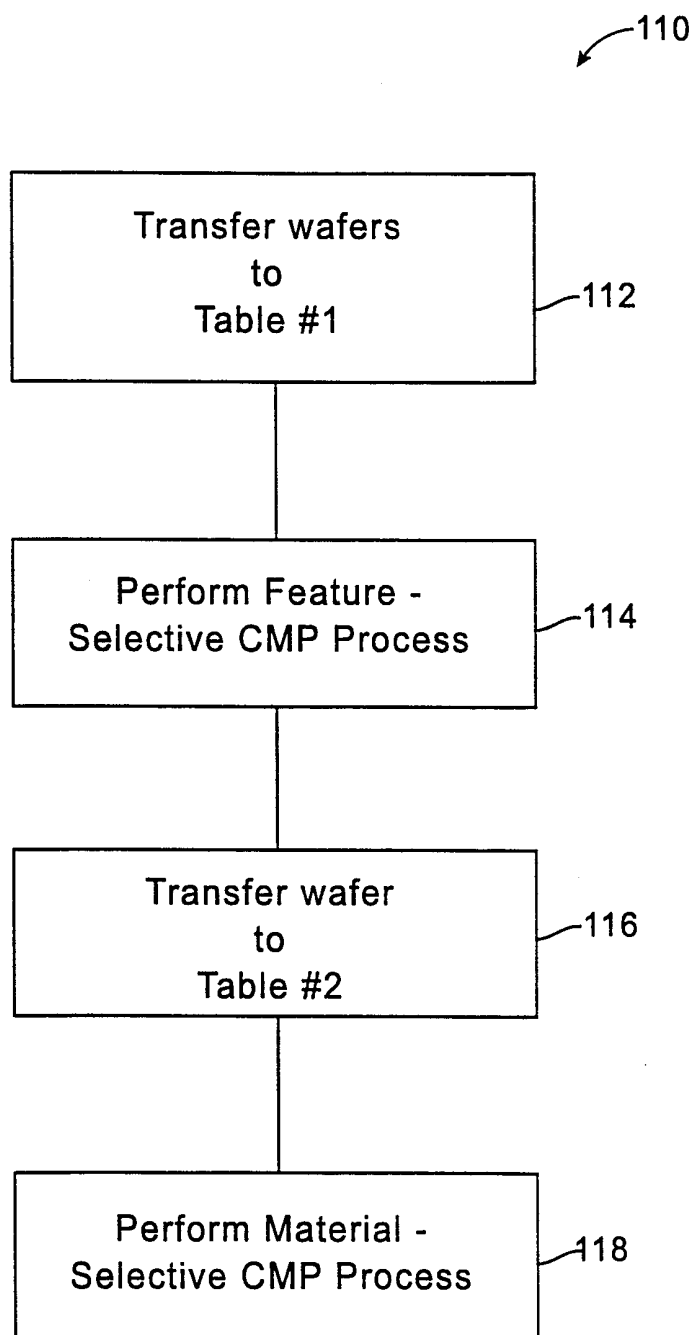 110
Transfer wafers
to
Table #1
112
Perform Feature -
Selective CMP Process
114
Transfer wafer
to
Table #2
116
Perform Material -
Selective CMP Process
118